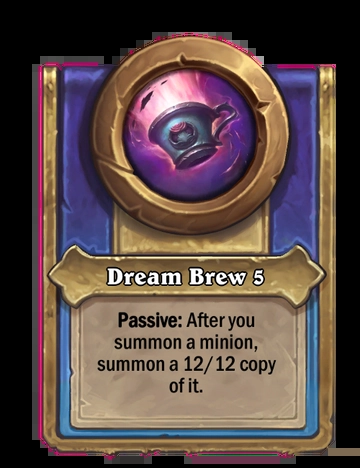 Dream Brew 5
Passive: After you
summon a minion,
summon a 12/12 copy
of it.